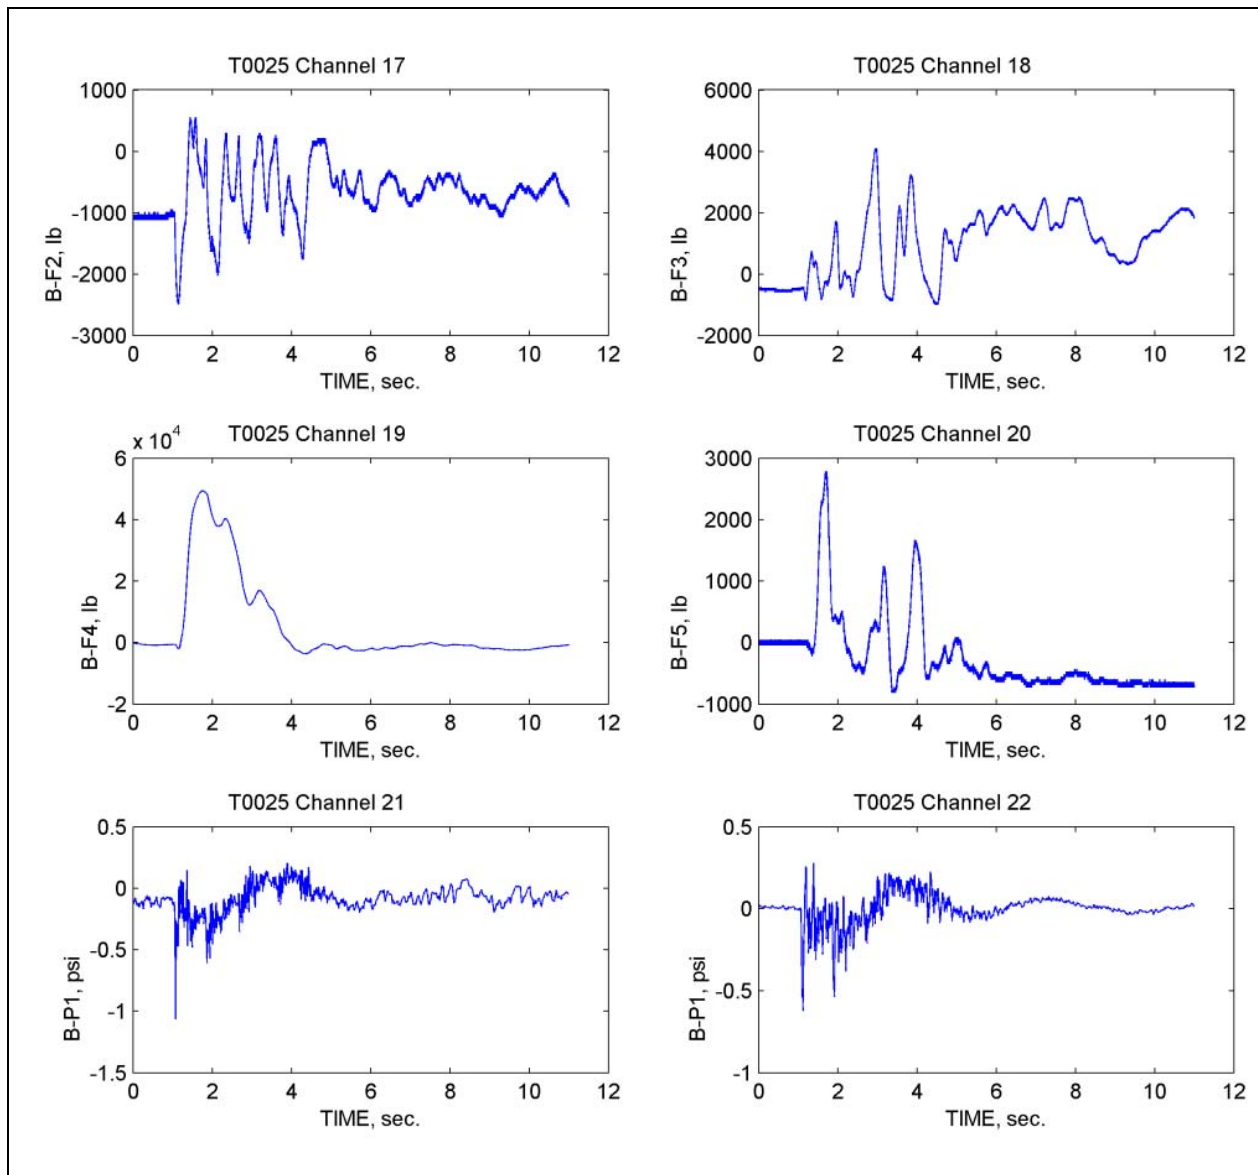 T0025 Channel 17
1000
0
-1000
-2000
-3000
B-F2, lb
0 2 4 6 8 10 12
TIME, sec.
T0025 Channel 18
6000
4000
2000
0
-2000
B-F3, lb
0 2 4 6 8 10 12
TIME, sec.
T0025 Channel 19
x 10^4
6
4
2
0
-2
B-F4, lb
0 2 4 6 8 10 12
TIME, sec.
T0025 Channel 20
3000
2000
1000
0
-1000
B-F5, lb
0 2 4 6 8 10 12
TIME, sec.
T0025 Channel 21
0.5
0
-0.5
-1
-1.5
B-P1, psi
0 2 4 6 8 10 12
TIME, sec.
T0025 Channel 22
0.5
0
-0.5
-1
B-P1, psi
0 2 4 6 8 10 12
TIME, sec.